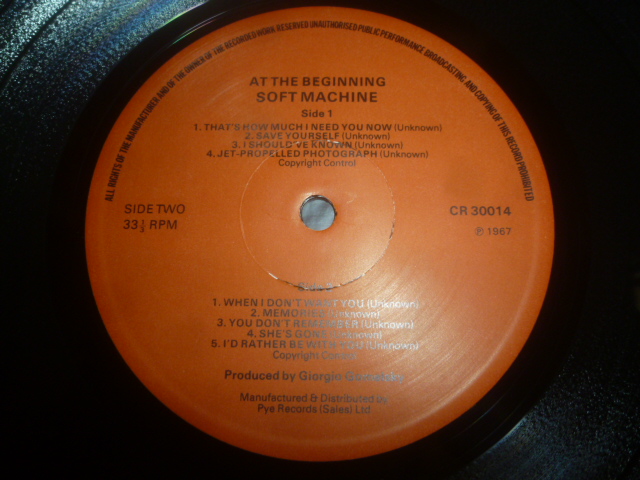 ALL RIGHTS OF THE MANUFACTURER AND OF THE OWNER OF THE RECORDED WORK RESERVED UNAUTHORISED PUBLIC PERFORMANCE BROADCASTING AND COPYING OF THIS RECORD PROHIBITED
AT THE BEGINNING
SOFT MACHINE
Side 1
1. THAT'S HOW MUCH I NEED YOU NOW (Unknown)
2. SAVE YOURSELF (Unknown)
3. I SHOULD'VE KNOWN (Unknown)
4. JET-PROPELLED PHOTOGRAPH (Unknown)
Copyright Control
SIDE TWO
33⅓ RPM
CR 30014
℗ 1967
1. WHEN I DON'T WANT YOU (Unknown)
2. MEMORIES (Unknown)
3. YOU DON'T REMEMBER (Unknown)
4. SHE'S GONE (Unknown)
5. I'D RATHER BE WITH YOU (Unknown)
Copyright Control
Produced by Giorgio
Manufactured & Distributed by
Pye Records (Sales) Ltd